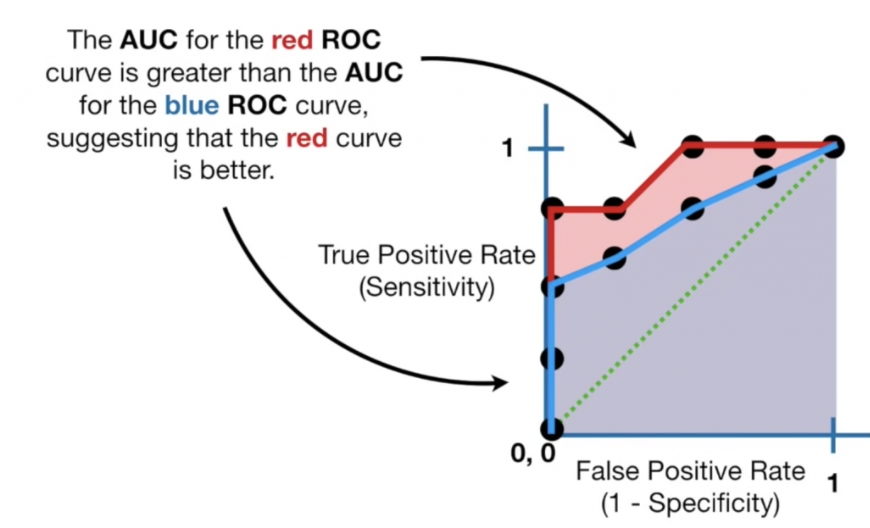 The AUC for the red ROC
curve is greater than the AUC
for the blue ROC curve,
suggesting that the red curve
is better.
1
True Positive Rate
(Sensitivity)
0, 0
False Positive Rate
(1 - Specificity)
1